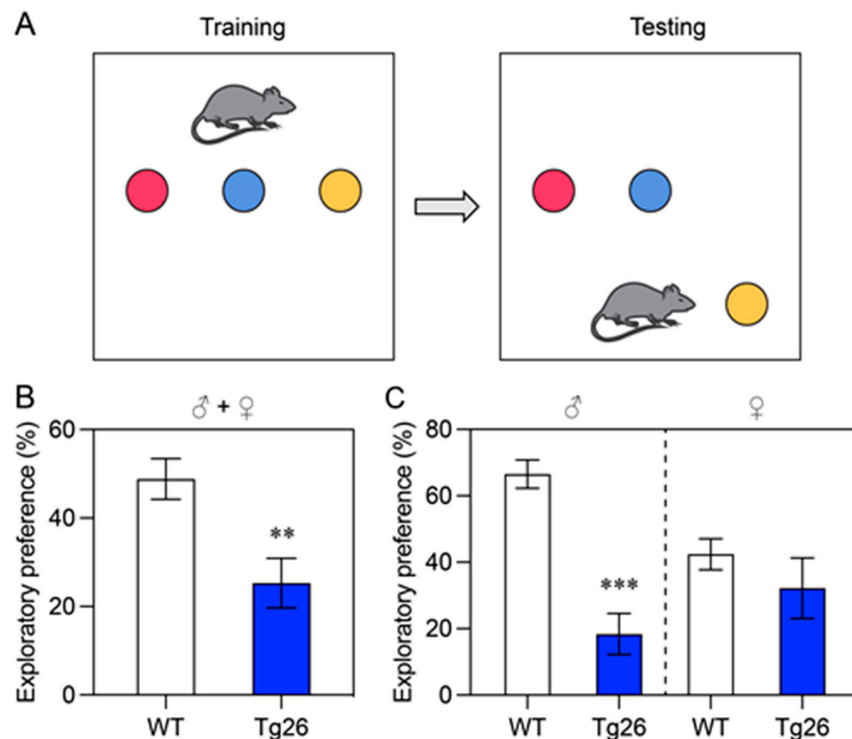 A
Training
Testing
B
♂ + ♀
Exploratory preference (%)
60
40
20
0
**
WT
Tg26
C
♂
♀
Exploratory preference (%)
80
60
40
20
0
***
WT
Tg26
WT
Tg26